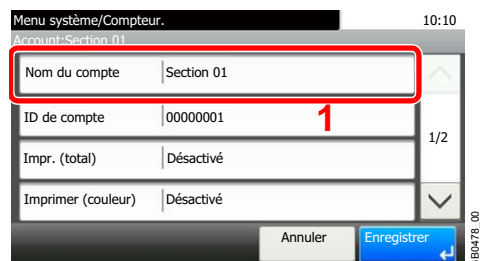 Menu système/Compteur. 10:10
Account:Section 01
Nom du compte Section 01
ID de compte 00000001
1
1/2
Impr. (total) Désactivé
Imprimer (couleur) Désactivé
Annuler Enregistrer
B0478_00